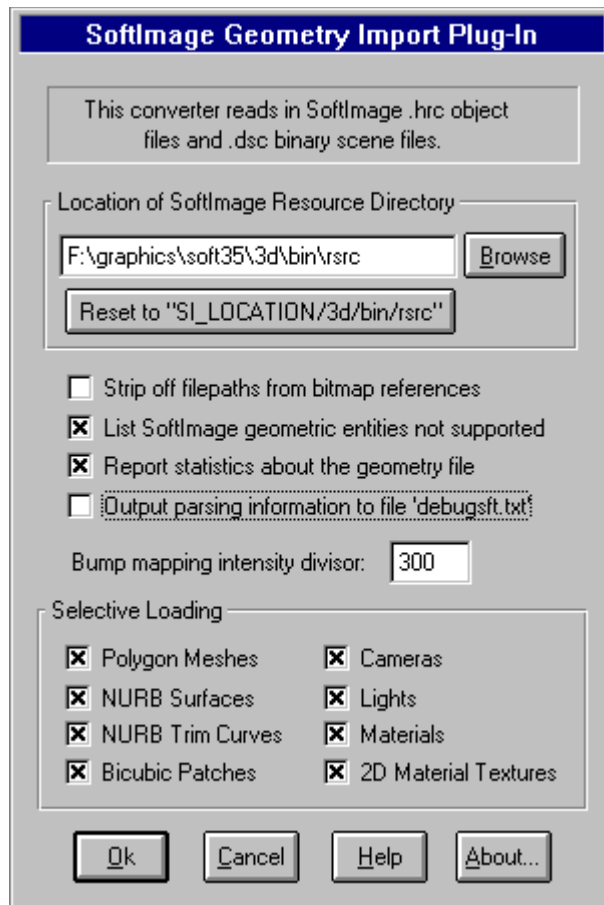 SoftImage Geometry Import Plug-In
This converter reads in SoftImage .hrc object
files and .dsc binary scene files.
Location of SoftImage Resource Directory
F:\graphics\soft35\3d\bin\rsrc
Browse
Reset to "SI_LOCATION/3d/bin/rsrc"
Strip off filepaths from bitmap references
List SoftImage geometric entities not supported
Report statistics about the geometry file
Output parsing information to file 'debugsft.txt'
Bump mapping intensity divisor: 300
Selective Loading
Polygon Meshes
NURB Surfaces
NURB Trim Curves
Bicubic Patches
Cameras
Lights
Materials
2D Material Textures
Ok Cancel Help About...